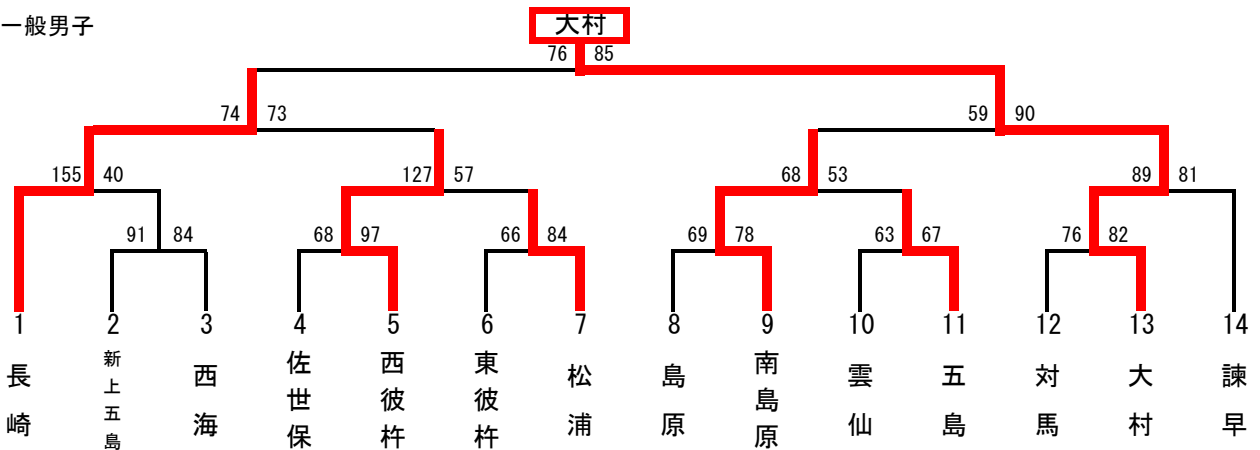 一般男子
大村
76 85
74 73
59 90
155 40
127 57
68 53
89 81
91 84
68 97
66 84
69 78
63 67
76 82
1 2 3 4 5 6 7 8 9 10 11 12 13 14
長崎
新上五島
西海
佐世保
西彼杵
東彼杵
松浦
島原
南島原
雲仙
五島
対馬
大村
諫早